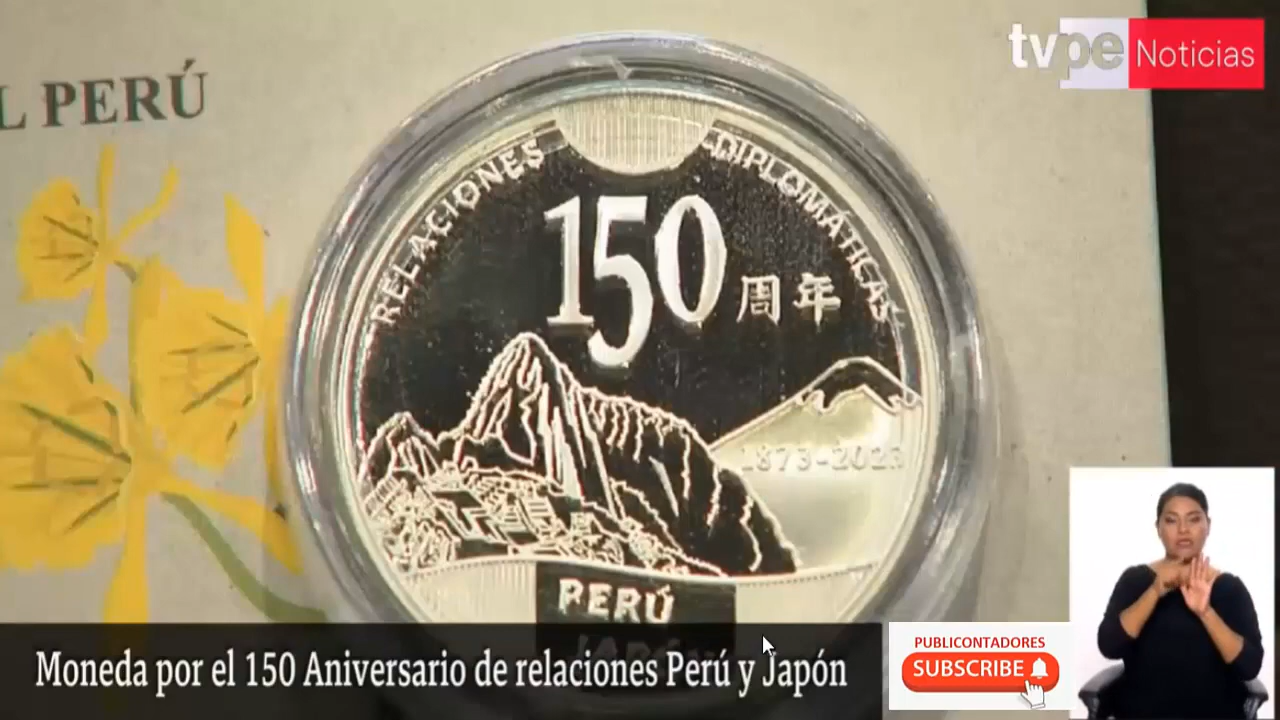 tvpe Noticias
L PERÚ
RELACIONES DIPLOMÁTICAS
150 周年
1873-2023
PERÚ
JAPÓN
Moneda por el 150 Aniversario de relaciones Perú y Japón
PUBLICONTADORES
SUBSCRIBE